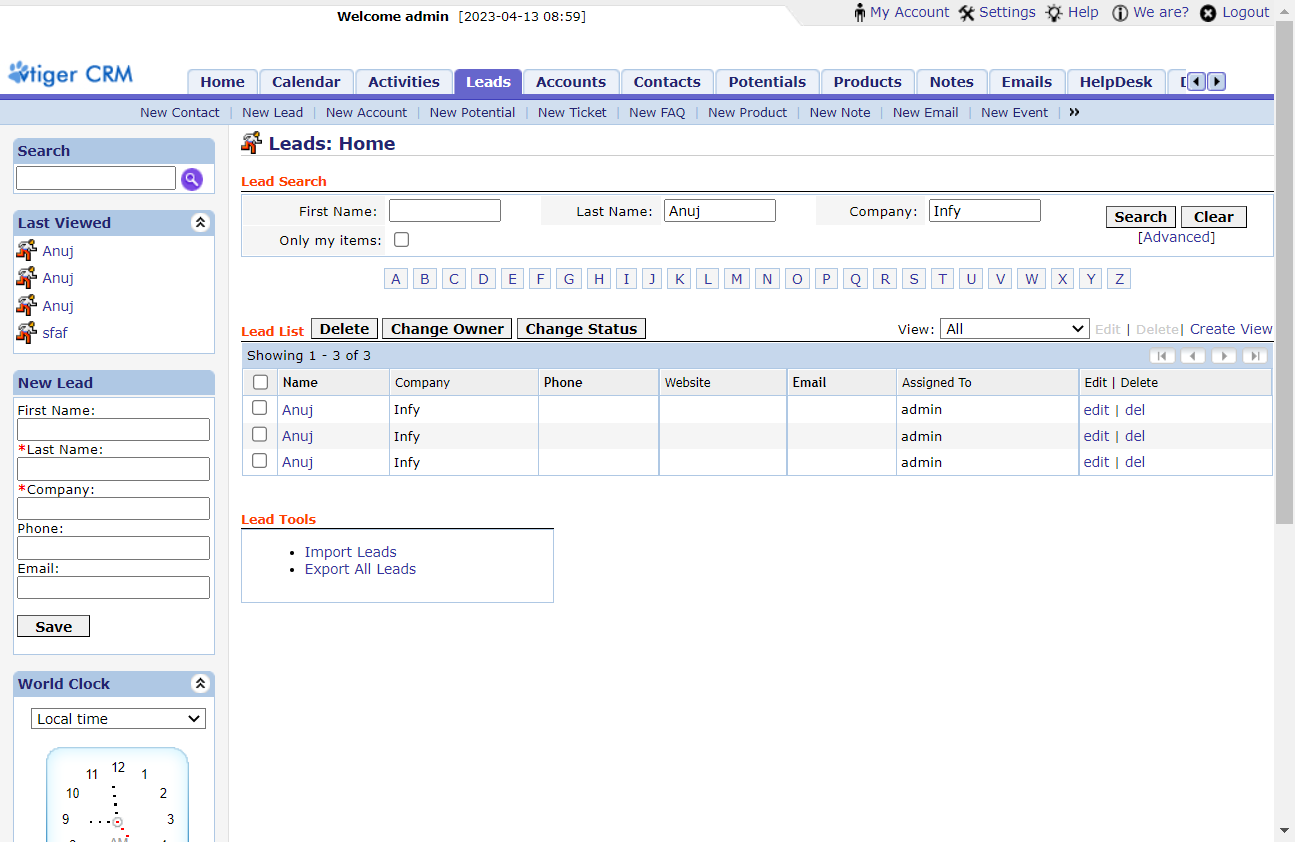 Welcome admin [2023-04-13 08:59]
My Account Settings Help We are? Logout
vtiger CRM
Home Calendar Activities Leads Accounts Contacts Potentials Products Notes Emails HelpDesk
New Contact | New Lead | New Account | New Potential | New Ticket | New FAQ | New Product | New Note | New Email | New Event | »
Search
Last Viewed
Anuj
Anuj
Anuj
sfaf
New Lead
First Name:
*Last Name:
*Company:
Phone:
Email:
Save
World Clock
Local time
12
11 1
10 2
9 3
AM
Leads: Home
Lead Search
First Name: Last Name: Anuj Company: Infy Search Clear
Only my items: [Advanced]
A B C D E F G H I J K L M N O P Q R S T U V W X Y Z
Lead List Delete Change Owner Change Status View: All Edit | Delete| Create View
Showing 1 - 3 of 3
Name Company Phone Website Email Assigned To Edit | Delete
Anuj Infy admin edit | del
Anuj Infy admin edit | del
Anuj Infy admin edit | del
Lead Tools
• Import Leads
• Export All Leads